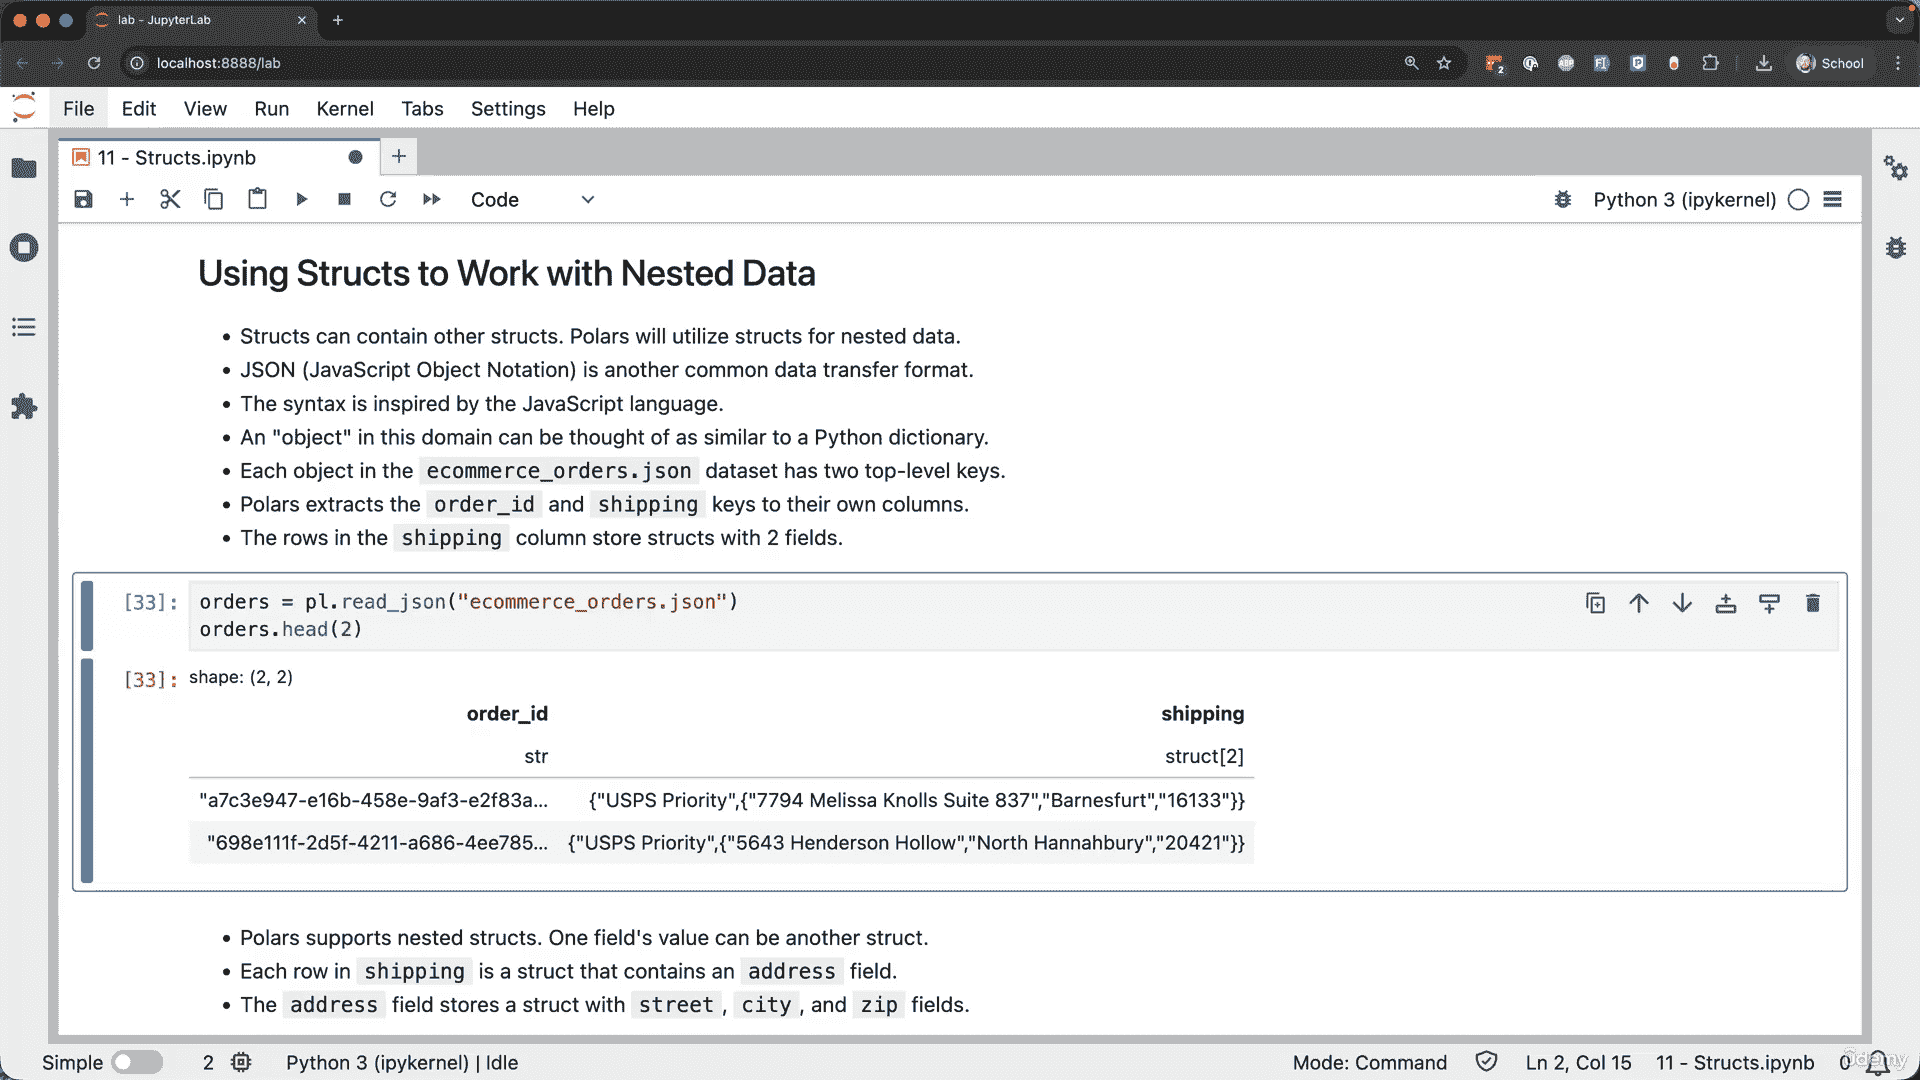 lab - JupyterLab
localhost:8888/lab
2
ABP
School
File Edit View Run Kernel Tabs Settings Help
11 - Structs.ipynb
Code
Python 3 (ipykernel)
Using Structs to Work with Nested Data
• Structs can contain other structs. Polars will utilize structs for nested data.
• JSON (JavaScript Object Notation) is another common data transfer format.
• The syntax is inspired by the JavaScript language.
• An "object" in this domain can be thought of as similar to a Python dictionary.
• Each object in the ecommerce_orders.json dataset has two top-level keys.
• Polars extracts the order_id and shipping keys to their own columns.
• The rows in the shipping column store structs with 2 fields.
[33]: orders = pl.read_json("ecommerce_orders.json")
orders.head(2)
[33]: shape: (2, 2)
order_id shipping
str struct[2]
"a7c3e947-e16b-458e-9af3-e2f83a... {"USPS Priority",{"7794 Melissa Knolls Suite 837","Barnesfurt","16133"}}
"698e111f-2d5f-4211-a686-4ee785... {"USPS Priority",{"5643 Henderson Hollow","North Hannahbury","20421"}}
• Polars supports nested structs. One field's value can be another struct.
• Each row in shipping is a struct that contains an address field.
• The address field stores a struct with street, city, and zip fields.
Simple 2 Python 3 (ipykernel) | Idle Mode: Command Ln 2, Col 15 11 - Structs.ipynb 0
Udemy